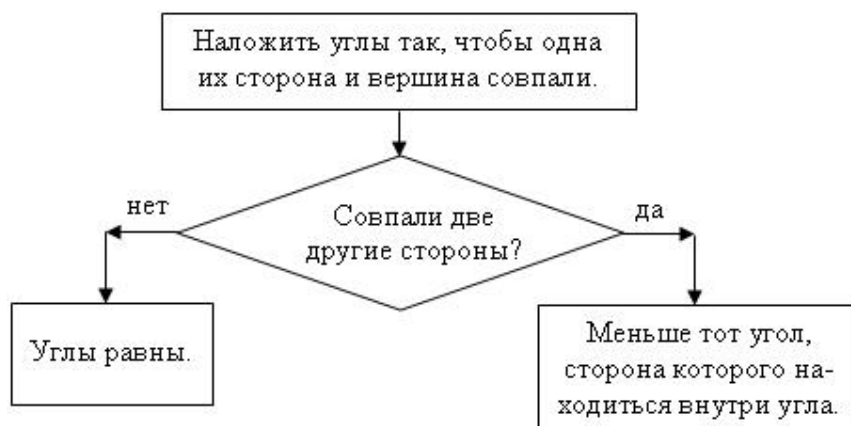 Наложить углы так, чтобы одна
их сторона и вершина совпали.
нет
да
Совпали две
другие стороны?
Углы равны.
Меньше тот угол,
сторона которого на-
ходиться внутри угла.